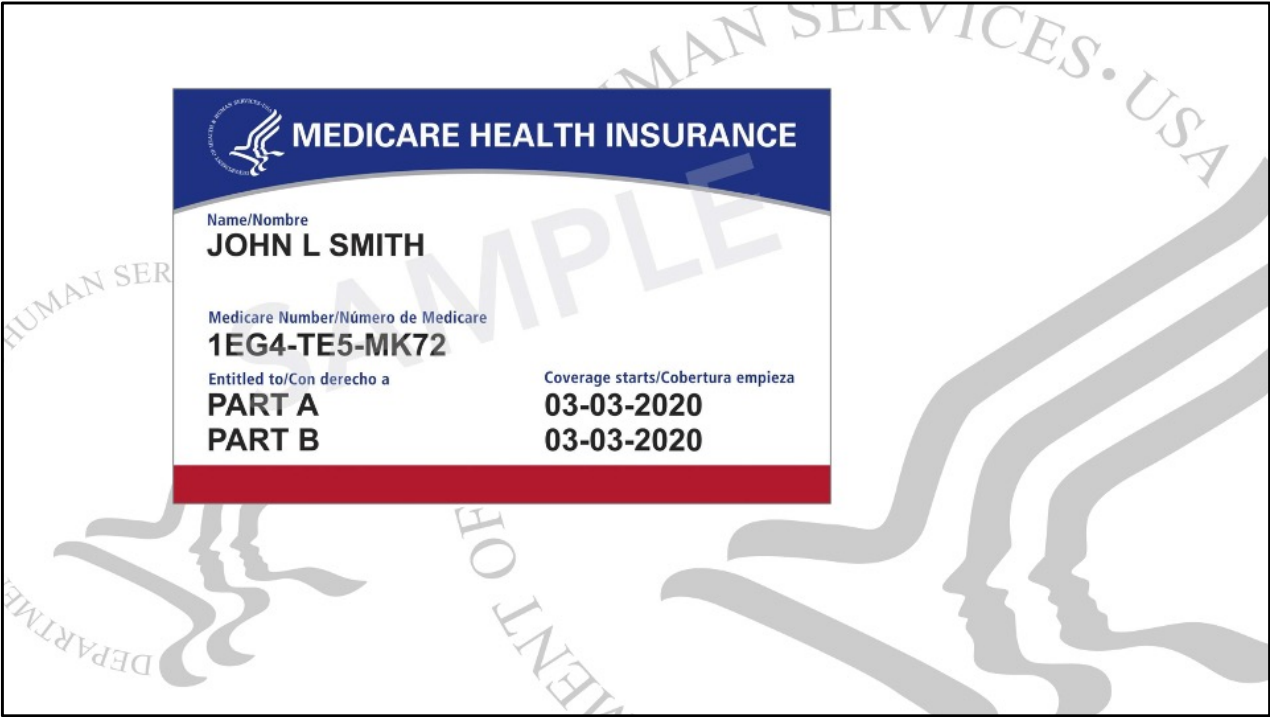 HUMAN SERVICES · USA
MEDICARE HEALTH INSURANCE
SAMPLE
Name/Nombre
JOHN L SMITH
HUMAN SER
Medicare Number/Número de Medicare
1EG4-TE5-MK72
Entitled to/Con derecho a
Coverage starts/Cobertura empieza
PART A
03-03-2020
PART B
03-03-2020
OF